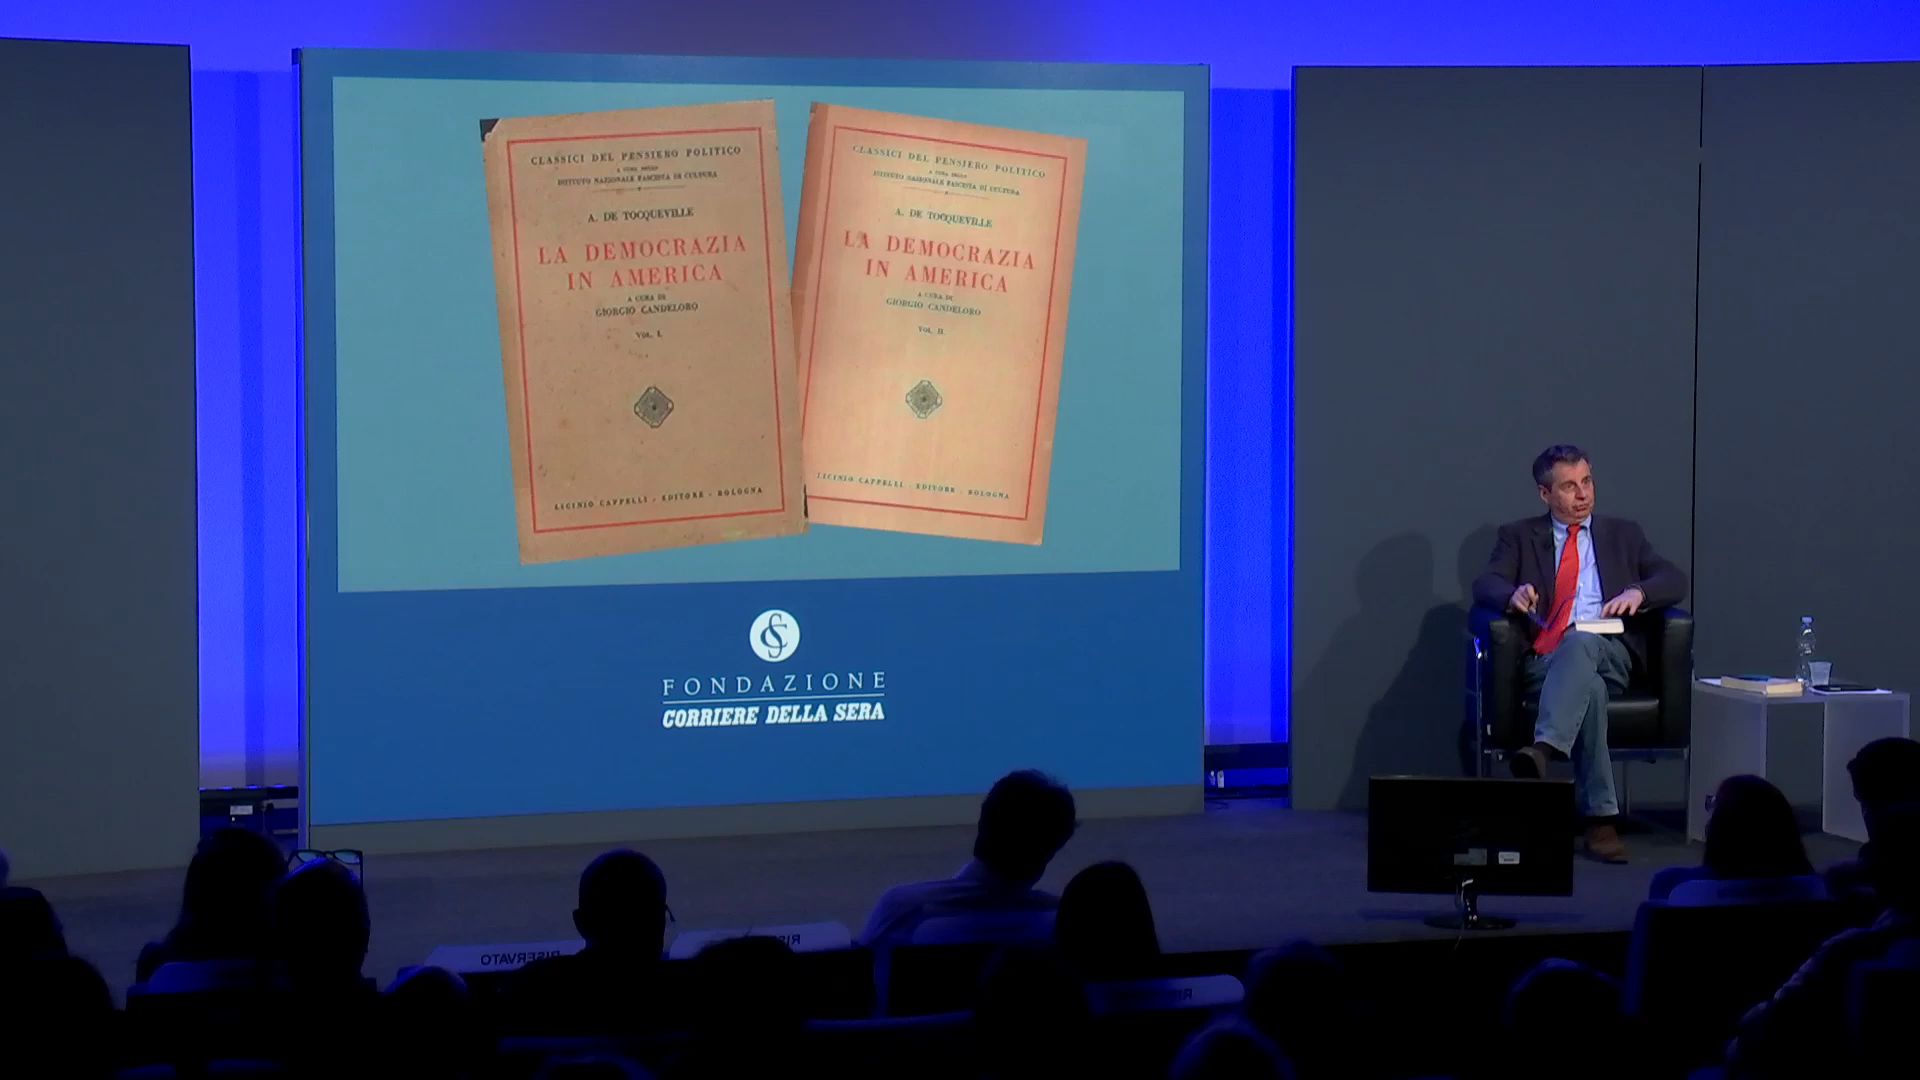 CLASSICI DEL PENSIERO POLITICO
A CURA DELLO
ISTITUTO NAZIONALE FASCISTA DI CULTURA
A. DE TOCQUEVILLE
LA DEMOCRAZIA
IN AMERICA
A CURA DI
GIORGIO CANDELORO
VOL. I.
LICINIO CAPPELLI - EDITORE - BOLOGNA
CLASSICI DEL PENSIERO POLITICO
A CURA DELLO
ISTITUTO NAZIONALE FASCISTA DI CULTURA
A. DE TOCQUEVILLE
LA DEMOCRAZIA
IN AMERICA
A CURA DI
GIORGIO CANDELORO
VOL. II.
LICINIO CAPPELLI - EDITORE - BOLOGNA
FONDAZIONE
CORRIERE DELLA SERA
RISERVATO